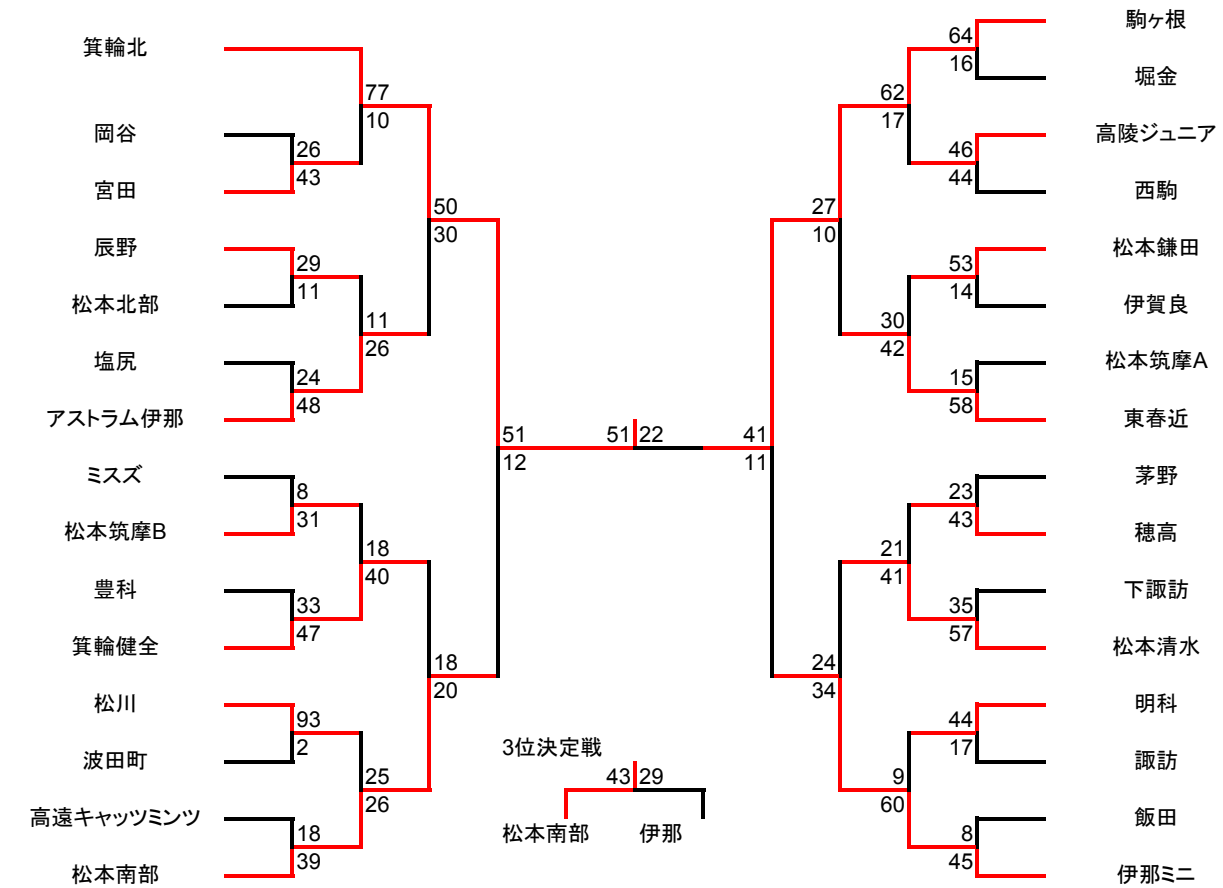 箕輪北
岡谷
宮田
辰野
松本北部
塩尻
アストラム伊那
ミスズ
松本筑摩B
豊科
箕輪健全
松川
波田町
高遠キャッツミンツ
松本南部
77
10
26
43
50
30
29
11
11
26
24
48
51
12
8
31
18
40
33
47
18
20
93
2
25
26
18
39
51 22
3位決定戦
43 29
松本南部 伊那
駒ヶ根
堀金
高陵ジュニア
西駒
松本鎌田
伊賀良
松本筑摩A
東春近
茅野
穂高
下諏訪
松本清水
明科
諏訪
飯田
伊那ミニ
64
16
62
17
46
44
27
10
53
14
30
42
15
58
41
11
23
43
21
41
35
57
24
34
44
17
9
60
8
45